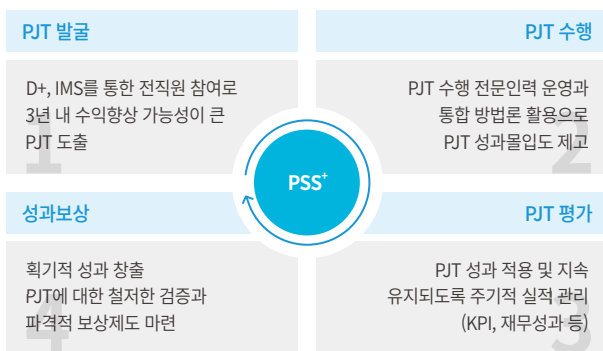 PJT 발굴
D+, IMS를 통한 전직원 참여로
3년 내 수익향상 가능성이 큰
PJT 도출
1
PJT 수행
PJT 수행 전문인력 운영과
통합 방법론 활용으로
PJT 성과몰입도 제고
2
PSS+
PJT 평가
PJT 성과 적용 및 지속
유지되도록 주기적 실적 관리
(KPI, 재무성과 등)
3
성과보상
획기적 성과 창출
PJT에 대한 철저한 검증과
파격적 보상제도 마련
4